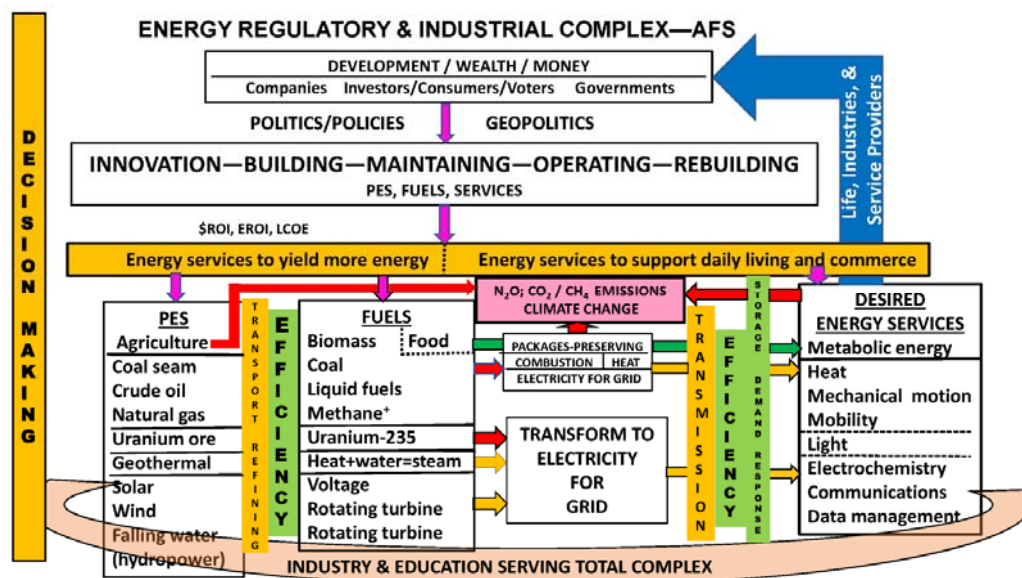 ENERGY REGULATORY & INDUSTRIAL COMPLEX—AFS
DECISION MAKING
DEVELOPMENT / WEALTH / MONEY
Companies Investors/Consumers/Voters Governments
POLITICS/POLICIES GEOPOLITICS
Life, Industries, &
Service Providers
INNOVATION—BUILDING—MAINTAINING—OPERATING—REBUILDING
PES, FUELS, SERVICES
$ROI, EROI, LCOE
Energy services to yield more energy
Energy services to support daily living and commerce
PES
Agriculture
Coal seam
Crude oil
Natural gas
Uranium ore
Geothermal
Solar
Wind
Falling water
(hydropower)
TRANSPORT REFINING
EFFICIENCY
FUELS
Biomass Food
Coal
Liquid fuels
Methane⁺
Uranium-235
Heat+water=steam
Voltage
Rotating turbine
Rotating turbine
N₂O; CO₂ / CH₄ EMISSIONS
CLIMATE CHANGE
PACKAGES-PRESERVING
COMBUSTION HEAT
ELECTRICITY FOR GRID
TRANSFORM TO
ELECTRICITY
FOR
GRID
TRANSMISSION
EFFICIENCY
STORAGE DEMAND RESPONSE
DESIRED
ENERGY SERVICES
Metabolic energy
Heat
Mechanical motion
Mobility
Light
Electrochemistry
Communications
Data management
INDUSTRY & EDUCATION SERVING TOTAL COMPLEX